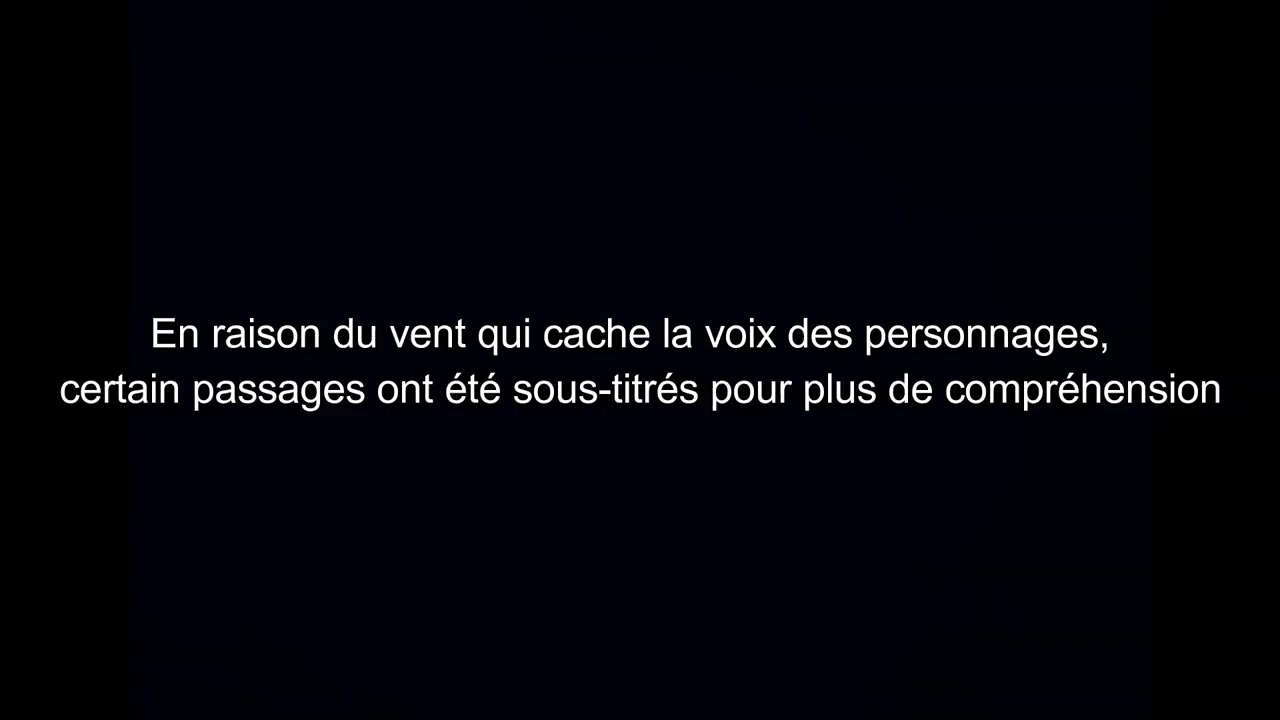 En raison du vent qui cache la voix des personnages,
certain passages ont été sous-titrés pour plus de compréhension